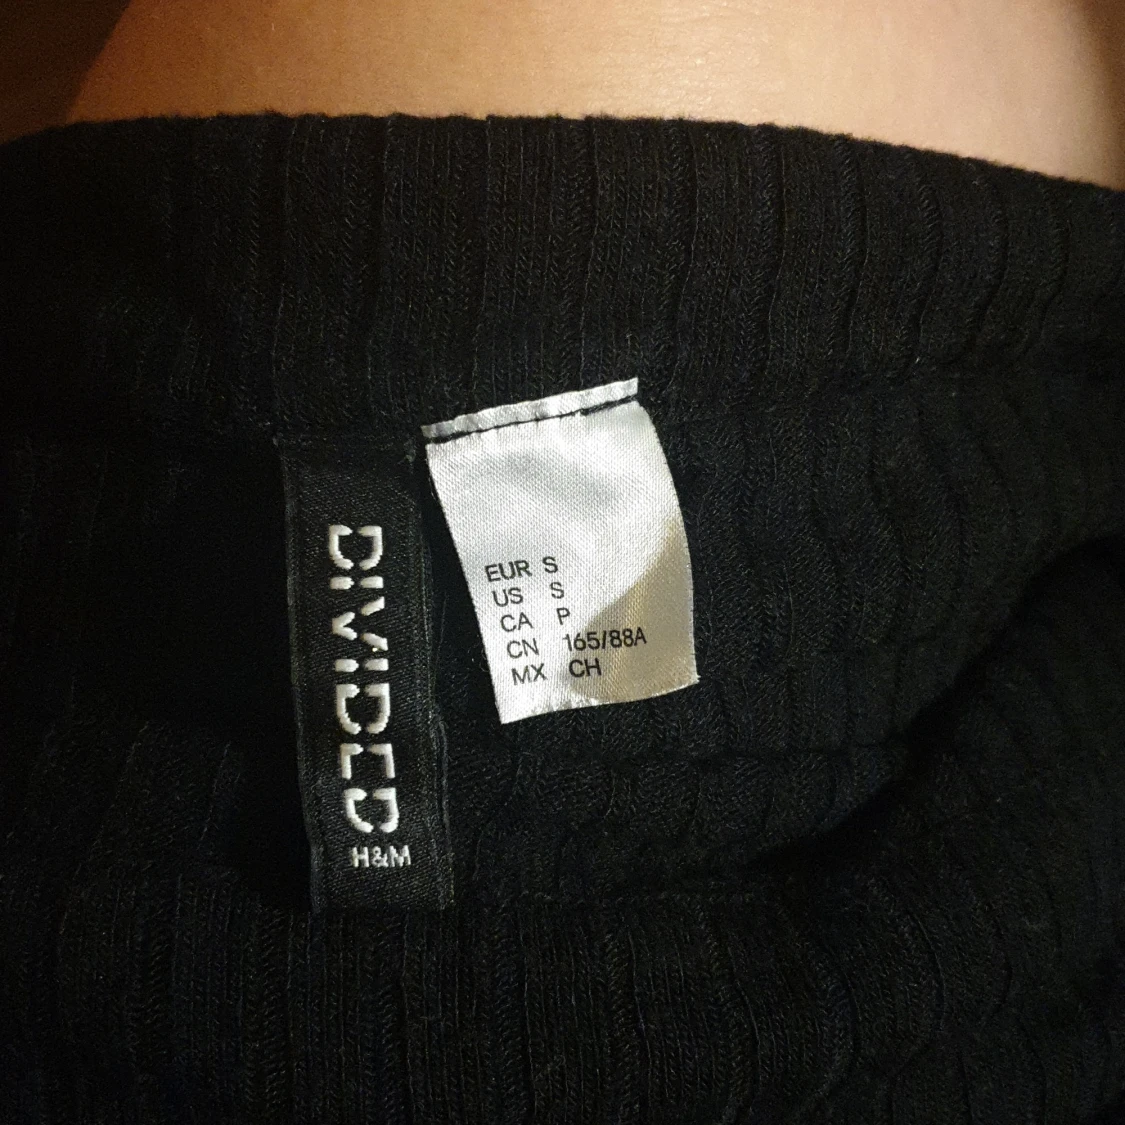 DIVIDED
H&M
EUR S
US S
CA P
CN 165/88A
MX CH